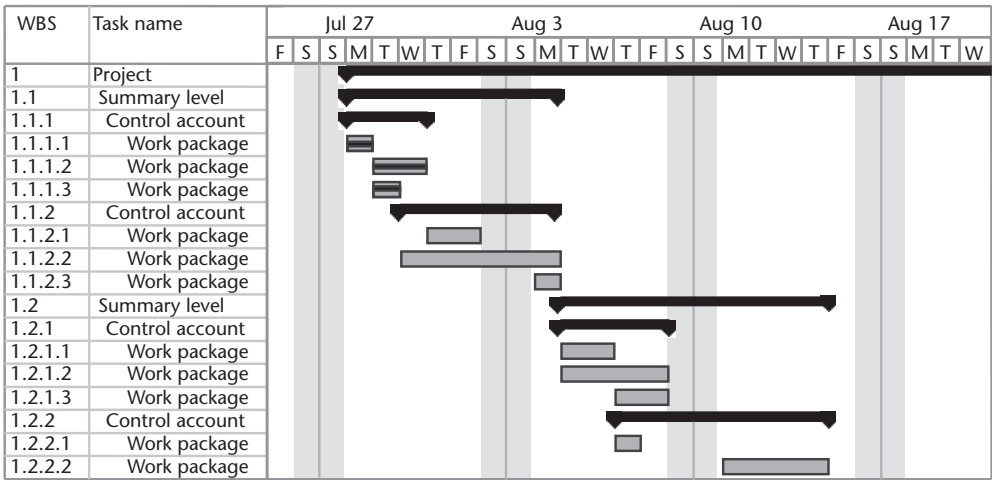 WBS Task name Jul 27 Aug 3 Aug 10 Aug 17
F S S M T W T F S S M T W T F S S M T W T F S S M T W
1 Project
1.1 Summary level
1.1.1 Control account
1.1.1.1 Work package
1.1.1.2 Work package
1.1.1.3 Work package
1.1.2 Control account
1.1.2.1 Work package
1.1.2.2 Work package
1.1.2.3 Work package
1.2 Summary level
1.2.1 Control account
1.2.1.1 Work package
1.2.1.2 Work package
1.2.1.3 Work package
1.2.2 Control account
1.2.2.1 Work package
1.2.2.2 Work package